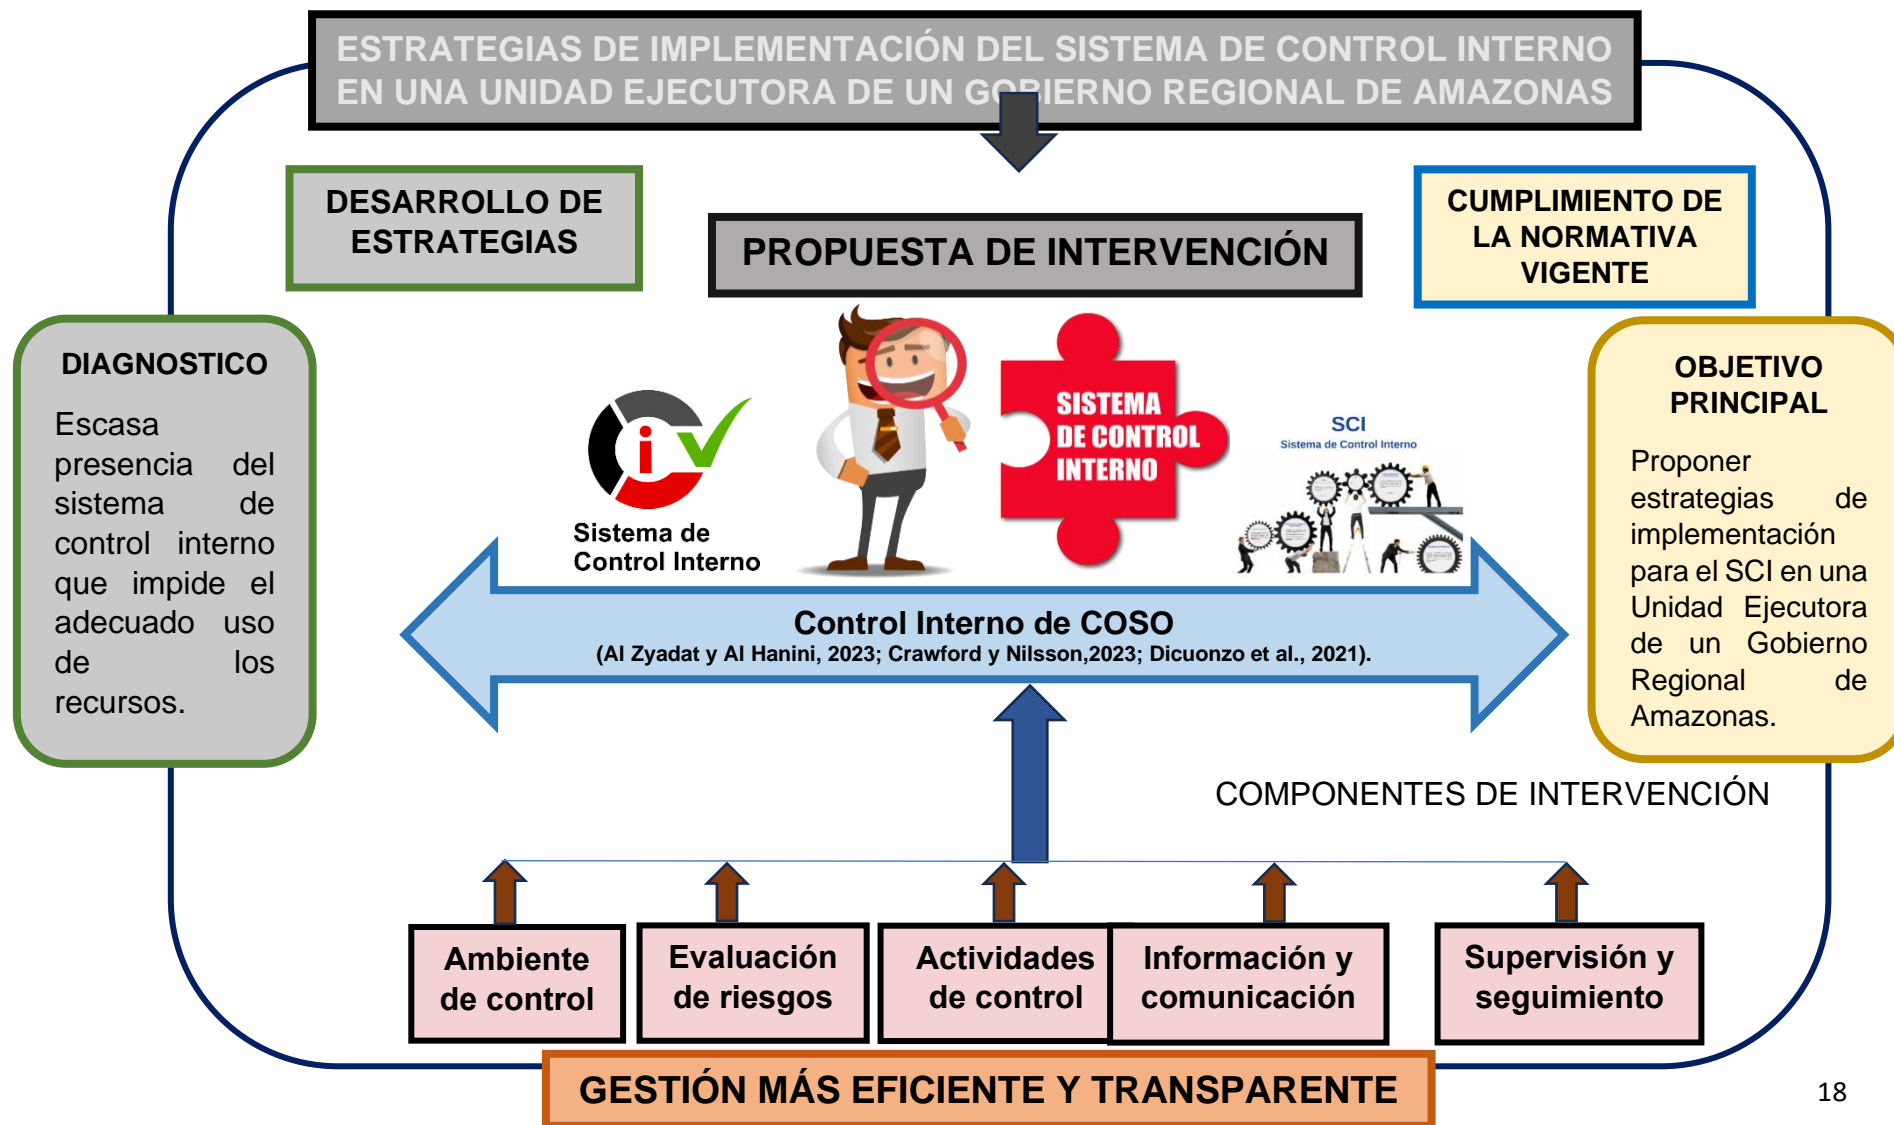 ESTRATEGIAS DE IMPLEMENTACIÓN DEL SISTEMA DE CONTROL INTERNO
EN UNA UNIDAD EJECUTORA DE UN GOBIERNO REGIONAL DE AMAZONAS
DESARROLLO DE
ESTRATEGIAS
PROPUESTA DE INTERVENCIÓN
CUMPLIMIENTO DE
LA NORMATIVA
VIGENTE
DIAGNOSTICO
Escasa
presencia del
sistema de
control interno
que impide el
adecuado uso
de los
recursos.
Ci
Sistema de
Control Interno
SISTEMA
DE CONTROL
INTERNO
SCI
Sistema de Control Interno
OBJETIVO
PRINCIPAL
Proponer
estrategias de
implementación
para el SCI en una
Unidad Ejecutora
de un Gobierno
Regional de
Amazonas.
Control Interno de COSO
(Al Zyadat y Al Hanini, 2023; Crawford y Nilsson,2023; Dicuonzo et al., 2021).
COMPONENTES DE INTERVENCIÓN
Ambiente
de control
Evaluación
de riesgos
Actividades
de control
Información y
comunicación
Supervisión y
seguimiento
GESTIÓN MÁS EFICIENTE Y TRANSPARENTE
18